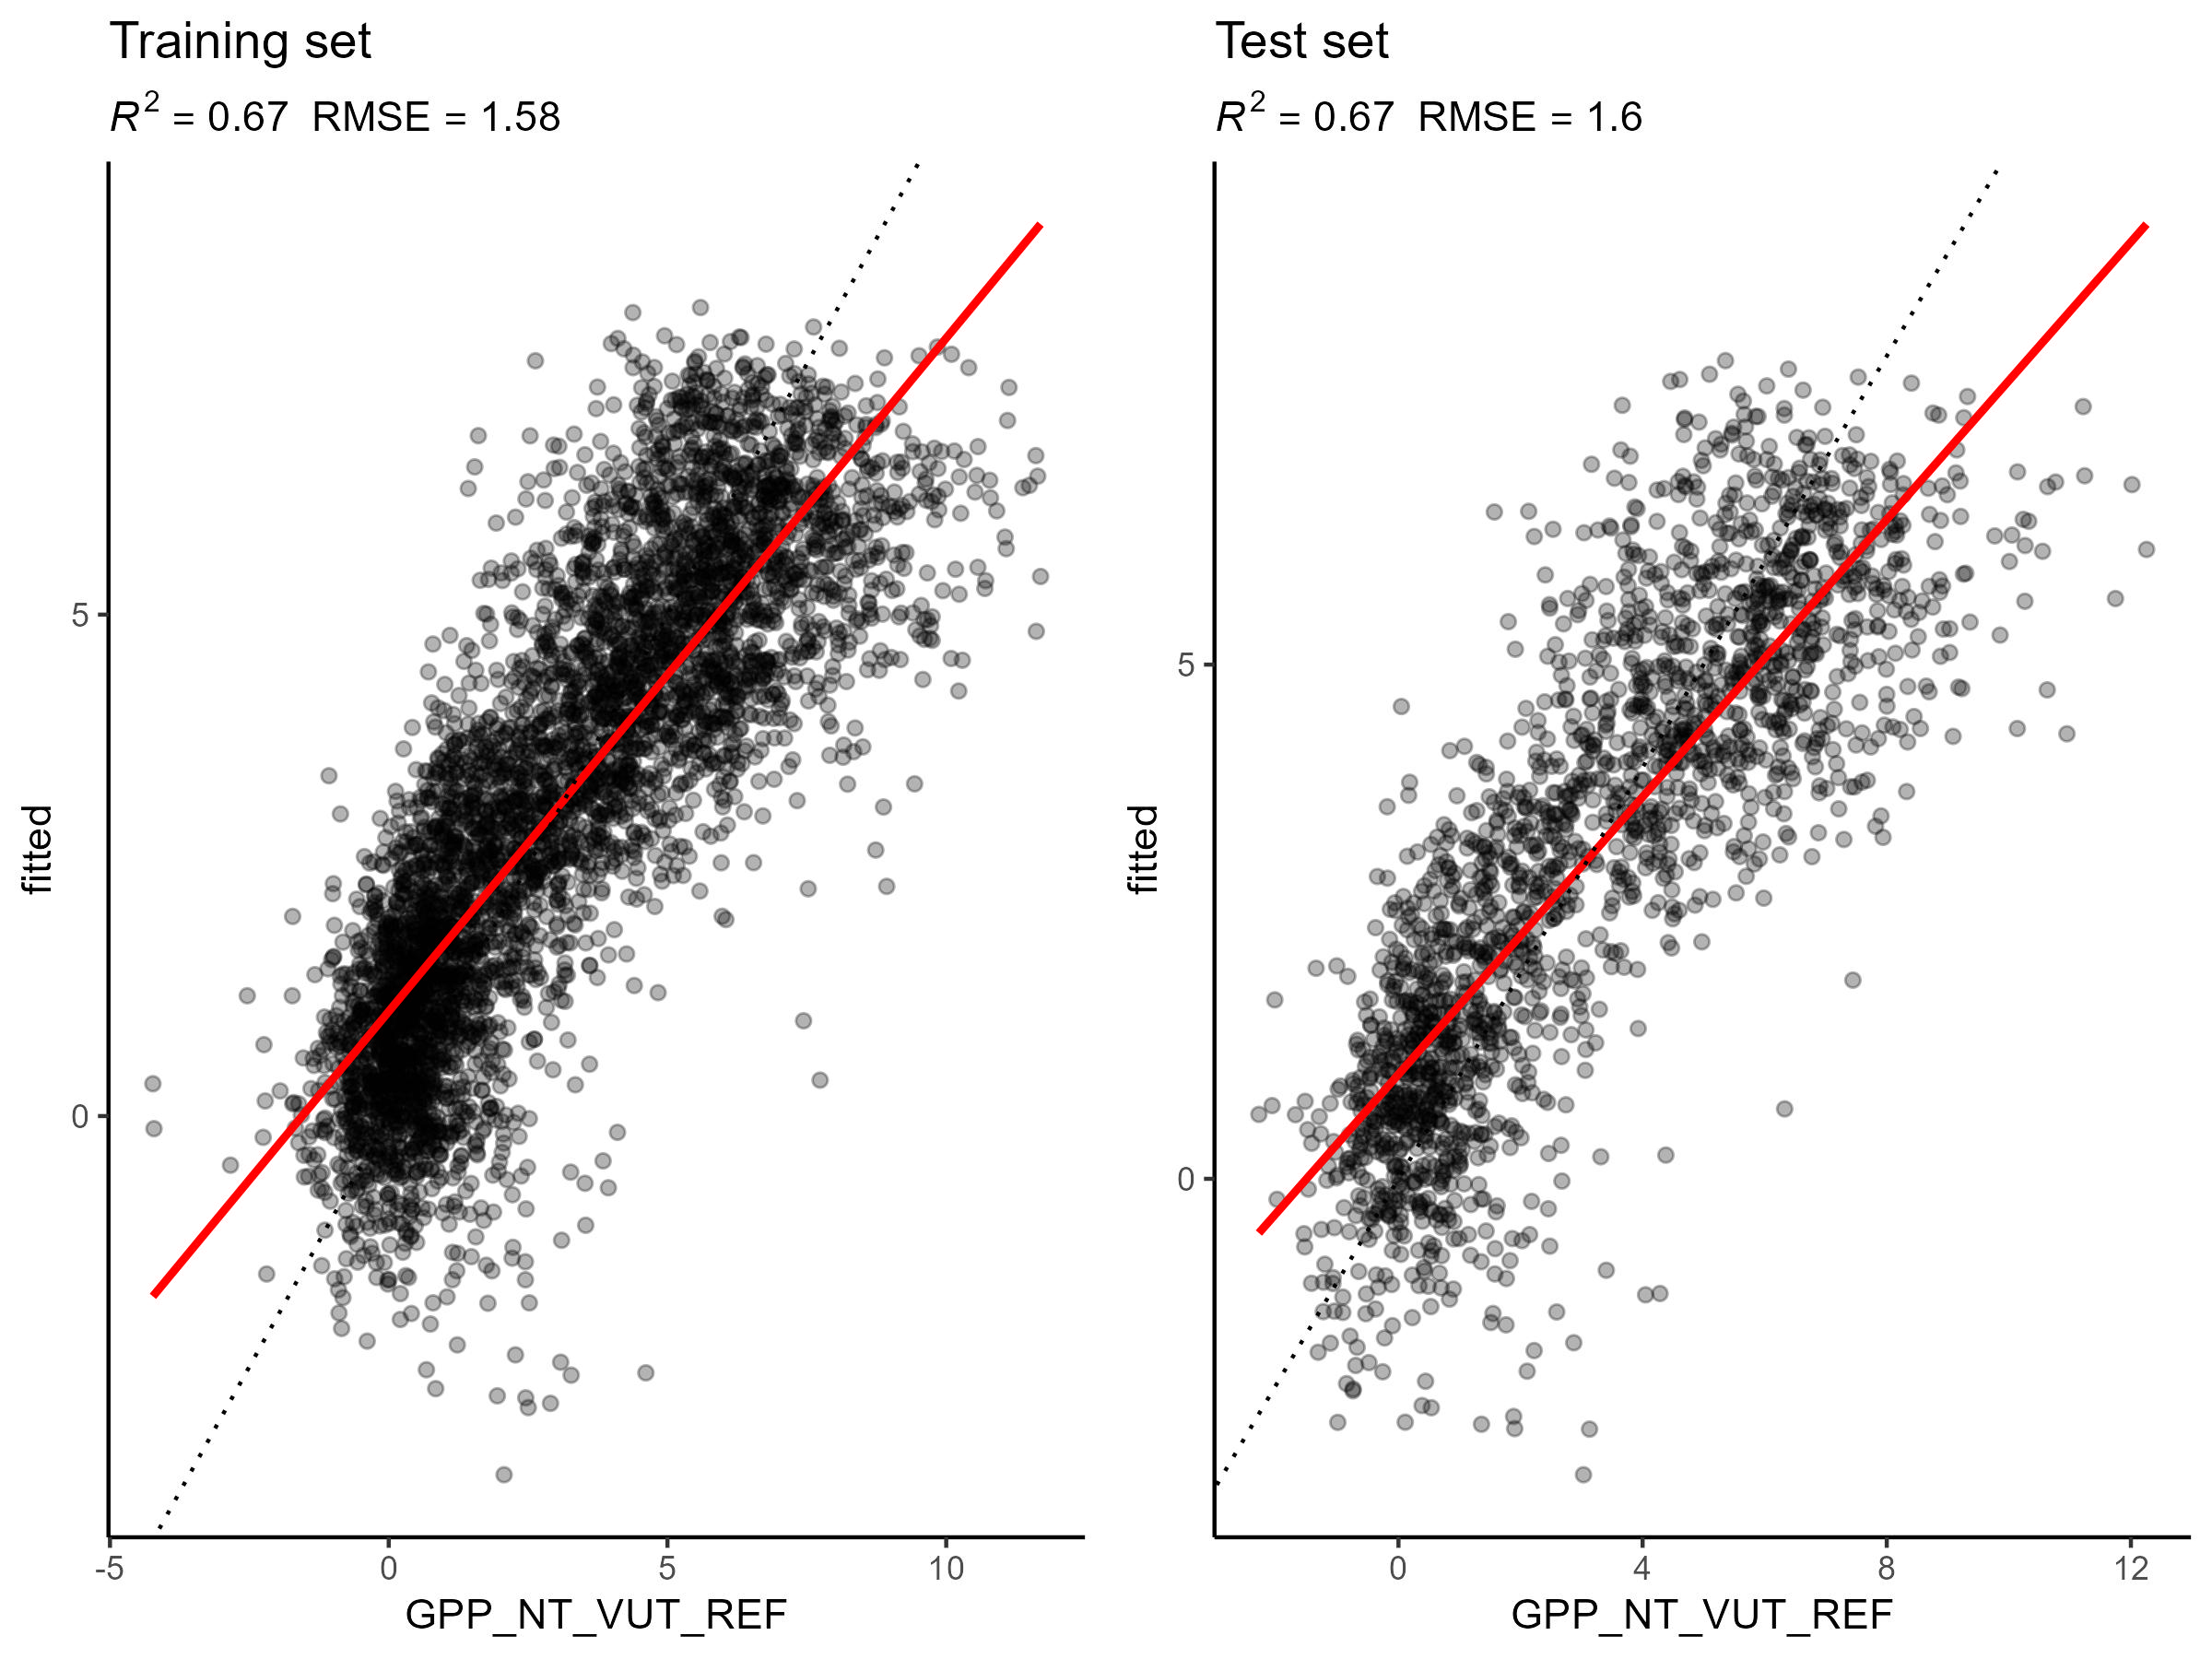 Training set
R² = 0.67 RMSE = 1.58
5
0
fitted
-5 0 5 10
GPP_NT_VUT_REF
Test set
R² = 0.67 RMSE = 1.6
5
0
fitted
0 4 8 12
GPP_NT_VUT_REF